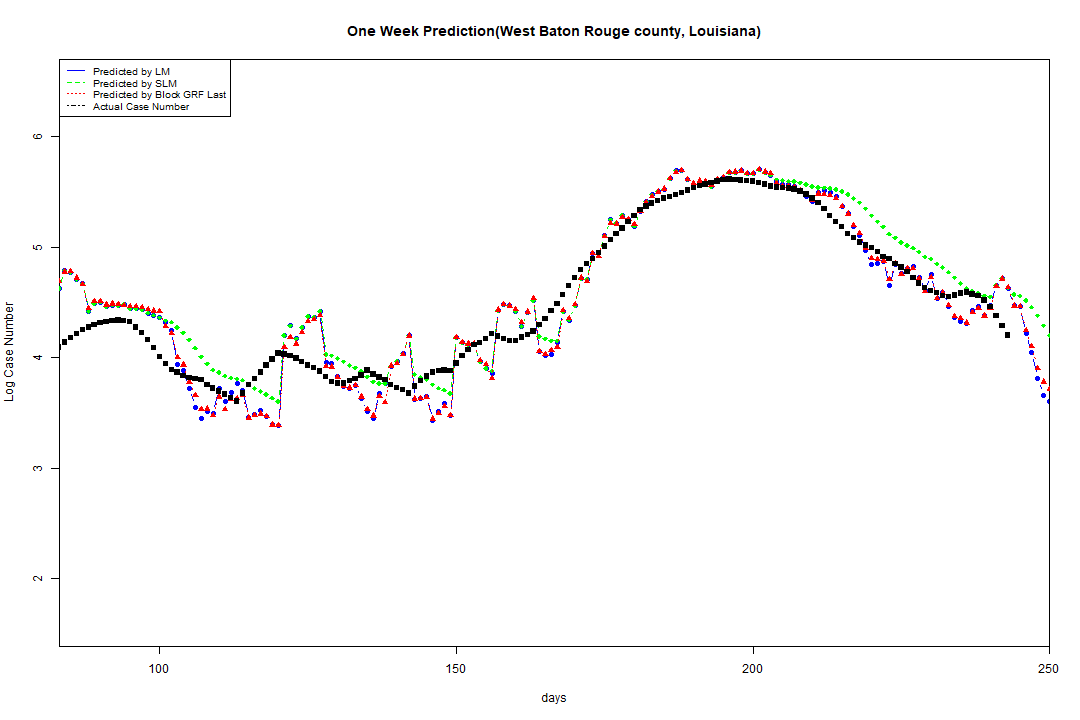 One Week Prediction(West Baton Rouge county, Louisiana)
Predicted by LM
Predicted by SLM
Predicted by Block GRF Last
Actual Case Number
6
5
4
3
2
Log Case Number
100
150
200
250
days